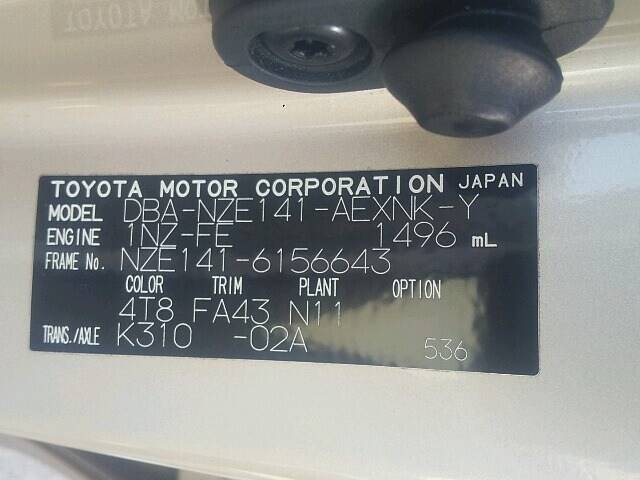 TOYOTA MOTOR CORPORATION JAPAN
MODEL DBA-NZE141-AEXNK-Y
ENGINE 1NZ-FE 1496 mL
FRAME No. NZE141-6156643
COLOR TRIM PLANT OPTION
4T8 FA43 N11
TRANS./AXLE K310 -02A 536